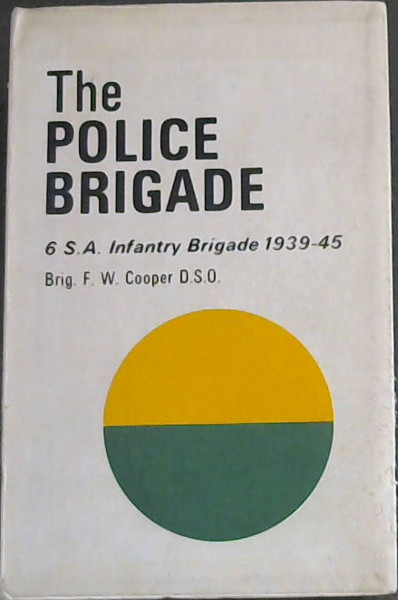 The
POLICE
BRIGADE
6 S.A. Infantry Brigade 1939-45
Brig. F. W. Cooper D.S.O.